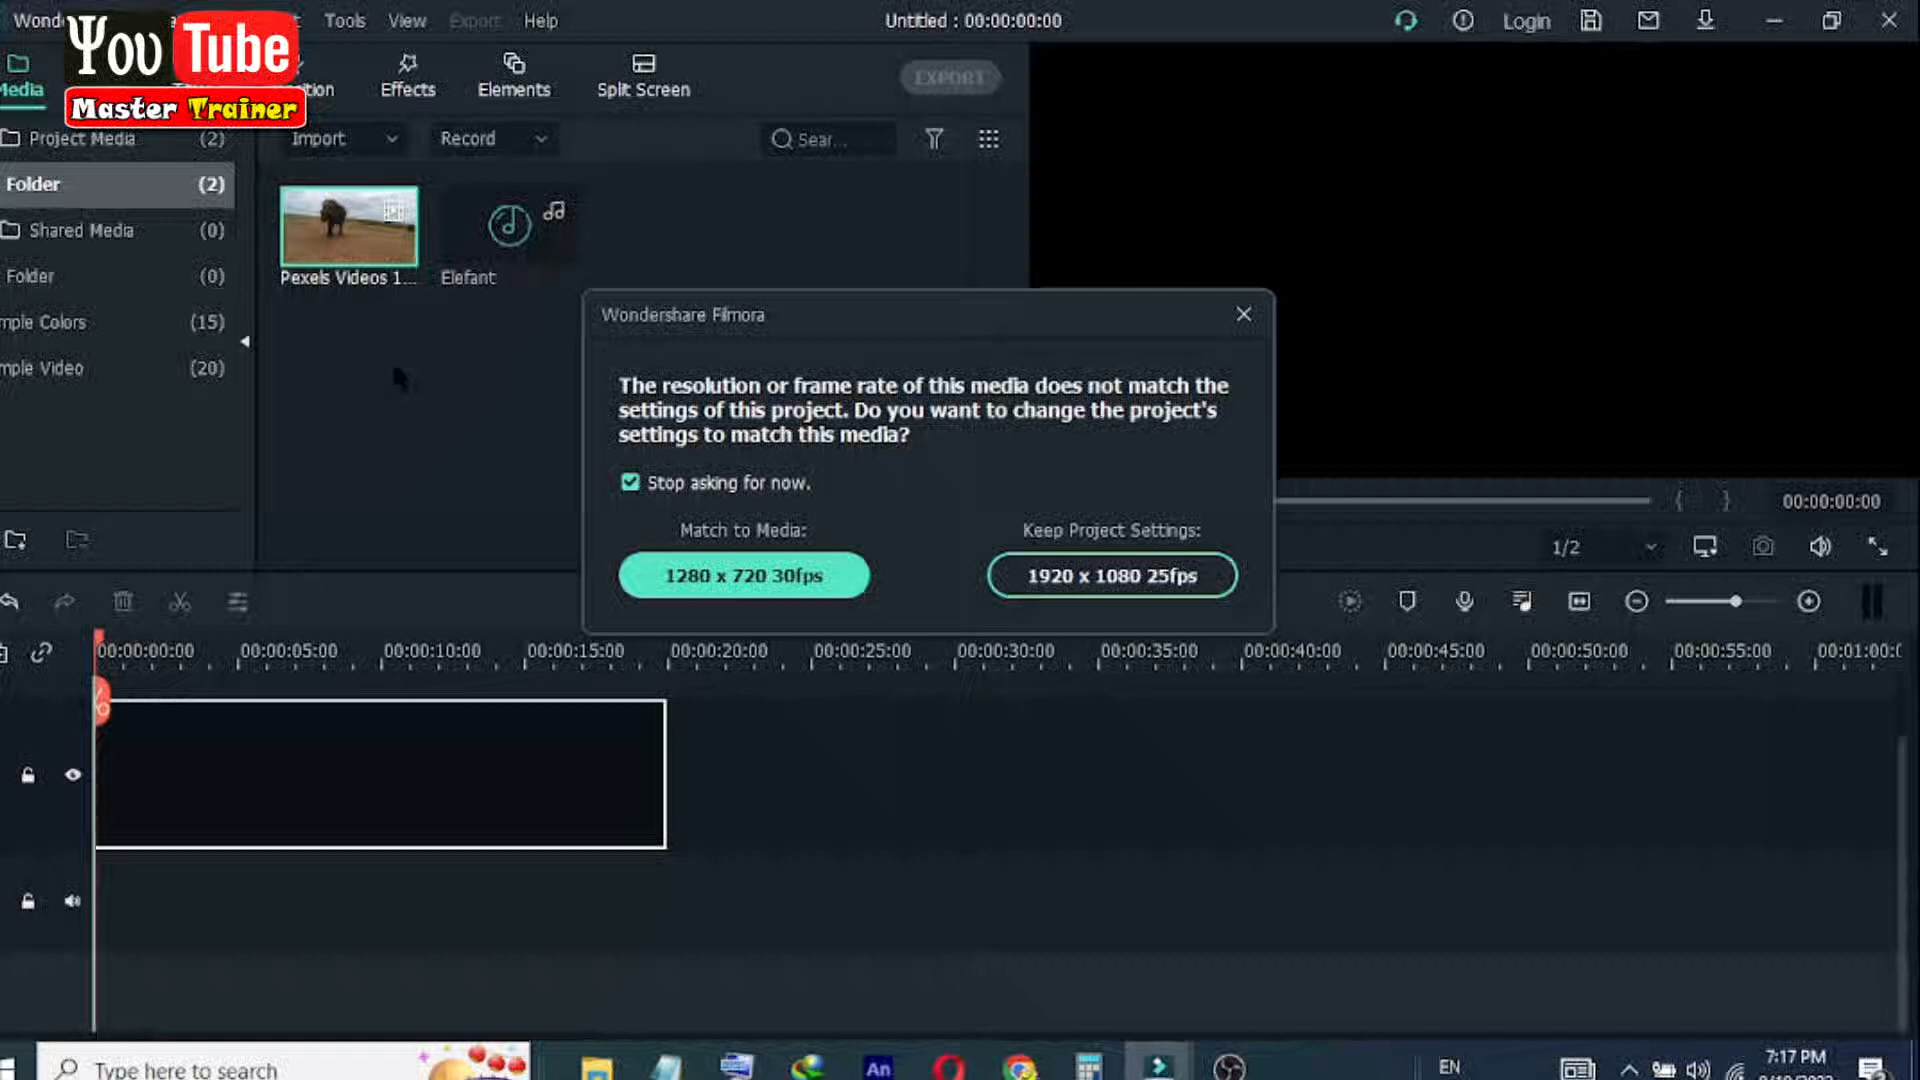 Wond
Tools
View
Export
Help
Untitled : 00:00:00:00
Login
You Tube
Master Trainer
Media
Effects
Elements
Split Screen
EXPORT
Project Media (2)
Import
Record
Sear...
Folder (2)
Shared Media (0)
Folder (0)
mple Colors (15)
mple Video (20)
Pexels Videos 1...
Elefant
Wondershare Filmora
The resolution or frame rate of this media does not match the
settings of this project. Do you want to change the project's
settings to match this media?
Stop asking for now.
Match to Media:
Keep Project Settings:
1280 x 720 30fps
1920 x 1080 25fps
{ }
00:00:00:00
1/2
00:00:00:00
00:00:05:00
00:00:10:00
00:00:15:00
00:00:20:00
00:00:25:00
00:00:30:00
00:00:35:00
00:00:40:00
00:00:45:00
00:00:50:00
00:00:55:00
00:01:00:
Type here to search
An
EN
7:17 PM